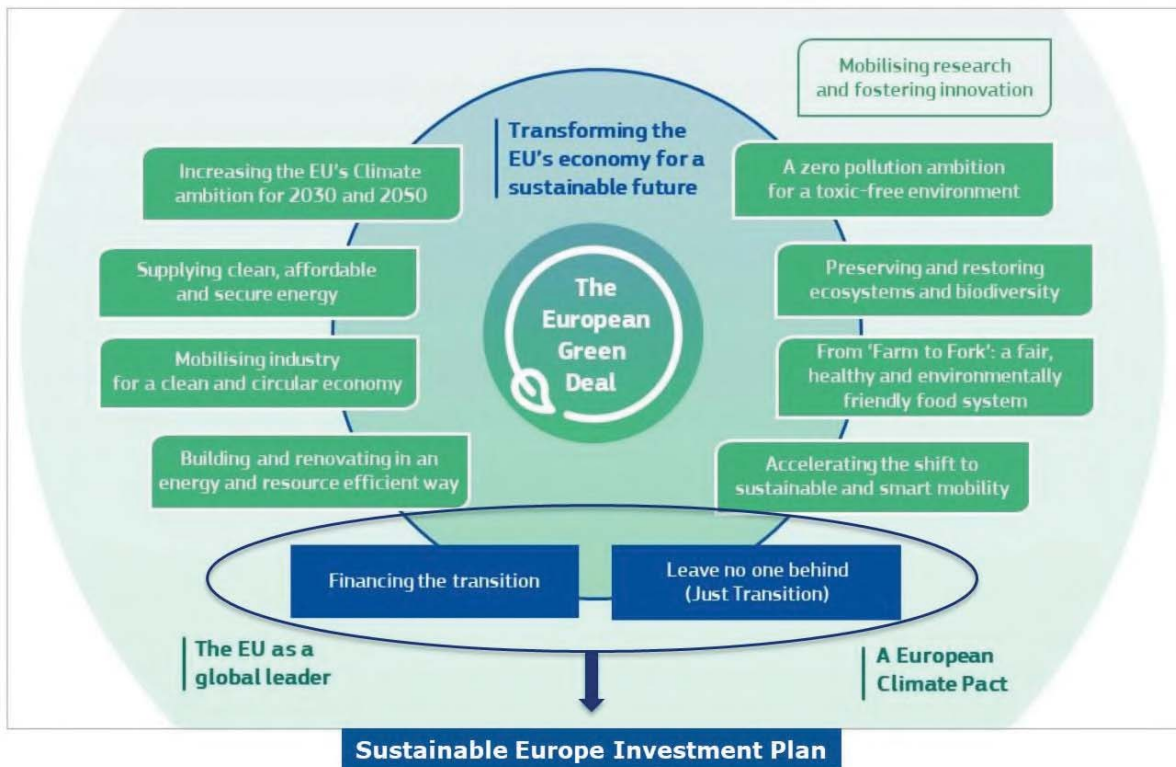 Mobilising research
and fostering innovation
Transforming the
EU's economy for a
sustainable future
Increasing the EU's Climate
ambition for 2030 and 2050
A zero pollution ambition
for a toxic-free environment
Supplying clean, affordable
and secure energy
Preserving and restoring
ecosystems and biodiversity
The
European
Green
Deal
Mobilising industry
for a clean and circular economy
From ‘Farm to Fork’: a fair,
healthy and environmentally
friendly food system
Building and renovating in an
energy and resource efficient way
Accelerating the shift to
sustainable and smart mobility
Financing the transition
Leave no one behind
(Just Transition)
The EU as a
global leader
A European
Climate Pact
Sustainable Europe Investment Plan